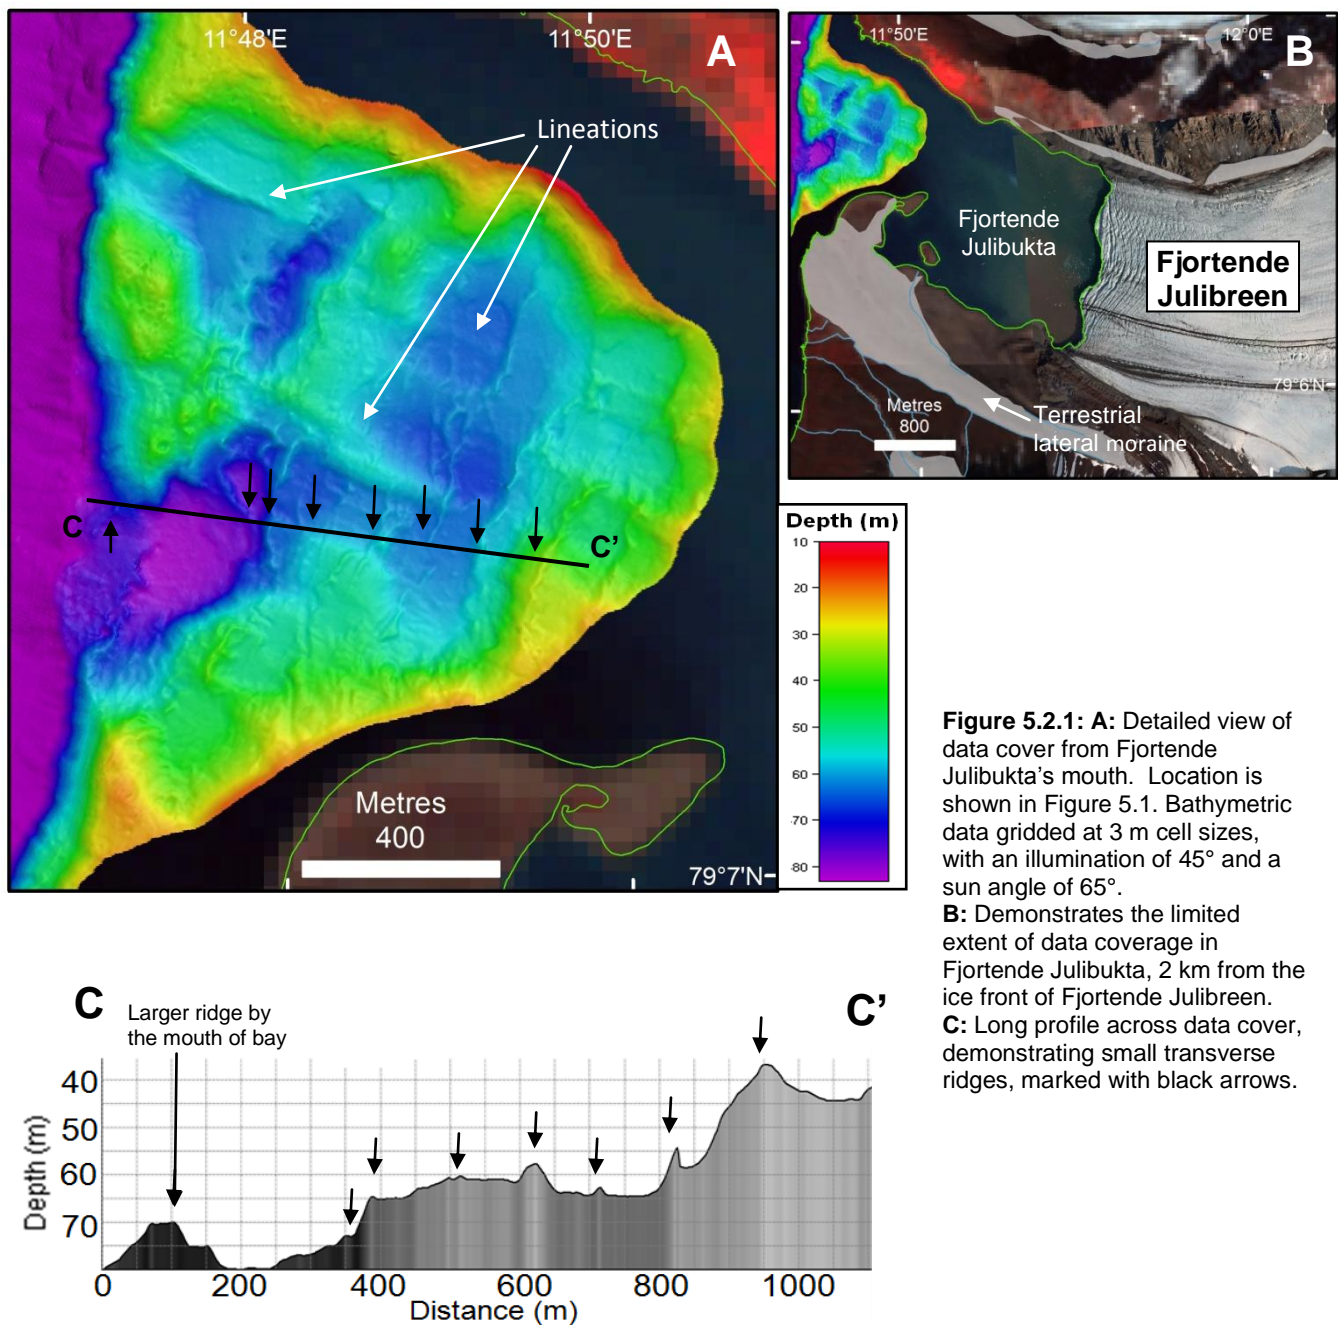 11°48'E
11°50'E
A
Lineations
C
C’
Metres
400
79°7'N
11°50'E
12°0'E
B
Fjortende
Julibukta
Fjortende
Julibreen
79°6'N
Metres
800
Terrestrial
lateral moraine
Depth (m)
10
20
30
40
50
60
70
80
Figure 5.2.1: A: Detailed view of
data cover from Fjortende
Julibukta’s mouth. Location is
shown in Figure 5.1. Bathymetric
data gridded at 3 m cell sizes,
with an illumination of 45° and a
sun angle of 65°.
B: Demonstrates the limited
extent of data coverage in
Fjortende Julibukta, 2 km from the
ice front of Fjortende Julibreen.
C: Long profile across data cover,
demonstrating small transverse
ridges, marked with black arrows.
C
Larger ridge by
the mouth of bay
C’
Depth (m)
40
50
60
70
0
200
400
600
800
1000
Distance (m)